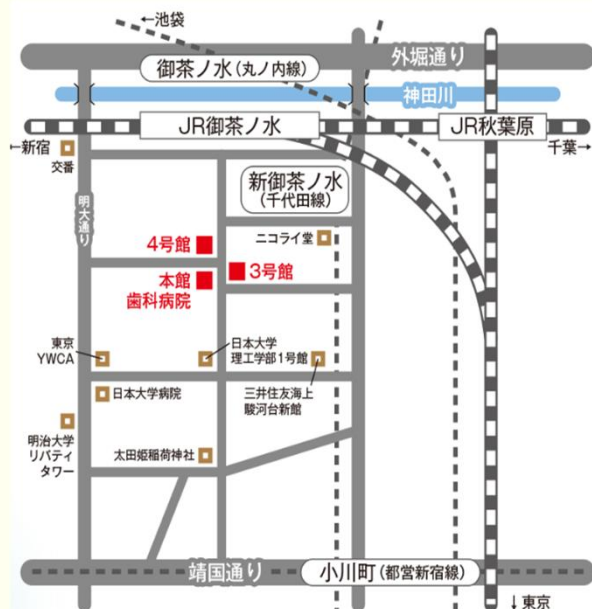 ←池袋
外堀通り
御茶ノ水(丸ノ内線)
神田川
JR御茶ノ水
JR秋葉原
←新宿
千葉→
交番
新御茶ノ水
(千代田線)
明大通り
4号館
ニコライ堂
本館
歯科病院
3号館
東京
YWCA
日本大学
理工学部1号館
日本大学病院
三井住友海上
駿河台新館
明治大学
リバティ
タワー
太田姫稲荷神社
靖国通り
小川町(都営新宿線)
↓東京